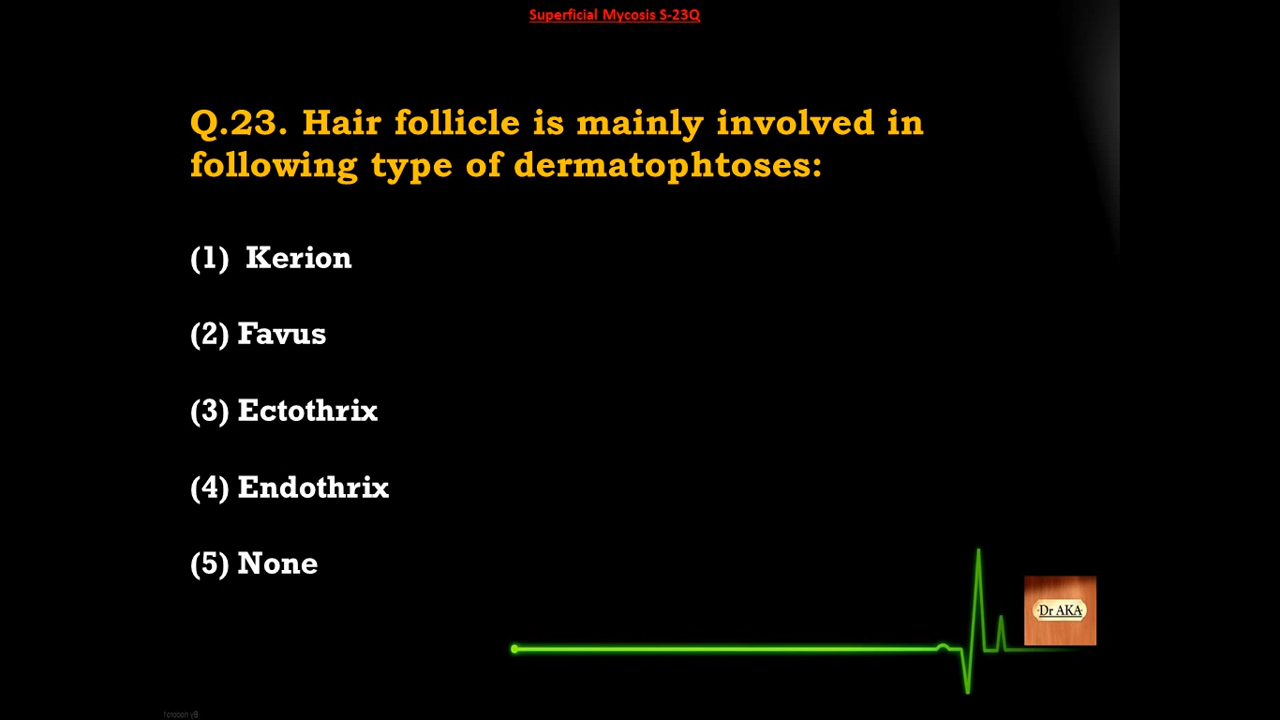 Superficial Mycosis S-23Q
Q.23. Hair follicle is mainly involved in
following type of dermatophtoses:
(1) Kerion
(2) Favus
(3) Ectothrix
(4) Endothrix
(5) None
Dr AKA